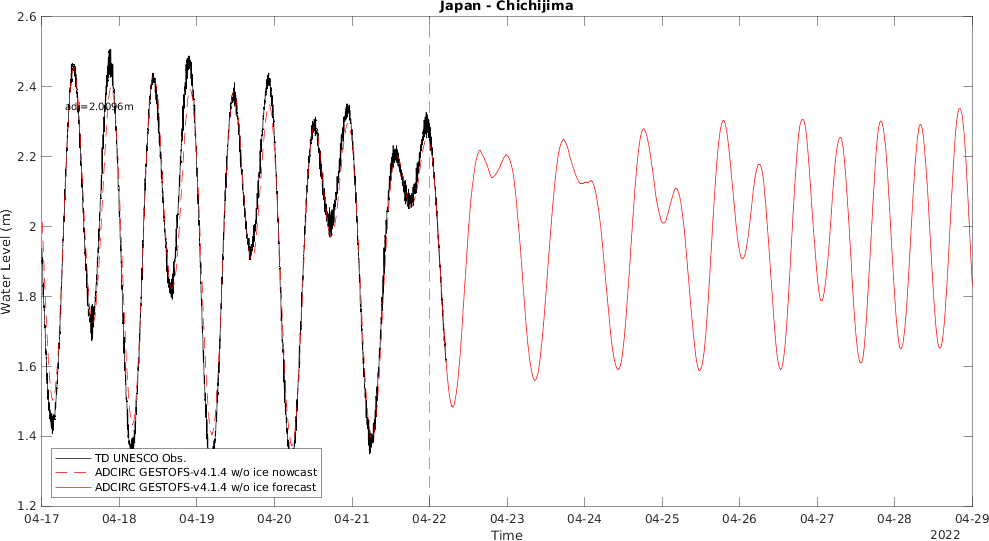 Japan - Chichijima
2.6
2.4
2.2
2
1.8
1.6
1.4
1.2
Water Level (m)
adj=2.0096m
TD UNESCO Obs.
ADCIRC GESTOFS-v4.1.4 w/o ice nowcast
ADCIRC GESTOFS-v4.1.4 w/o ice forecast
04-17 04-18 04-19 04-20 04-21 04-22 04-23 04-24 04-25 04-26 04-27 04-28 04-29
Time
2022